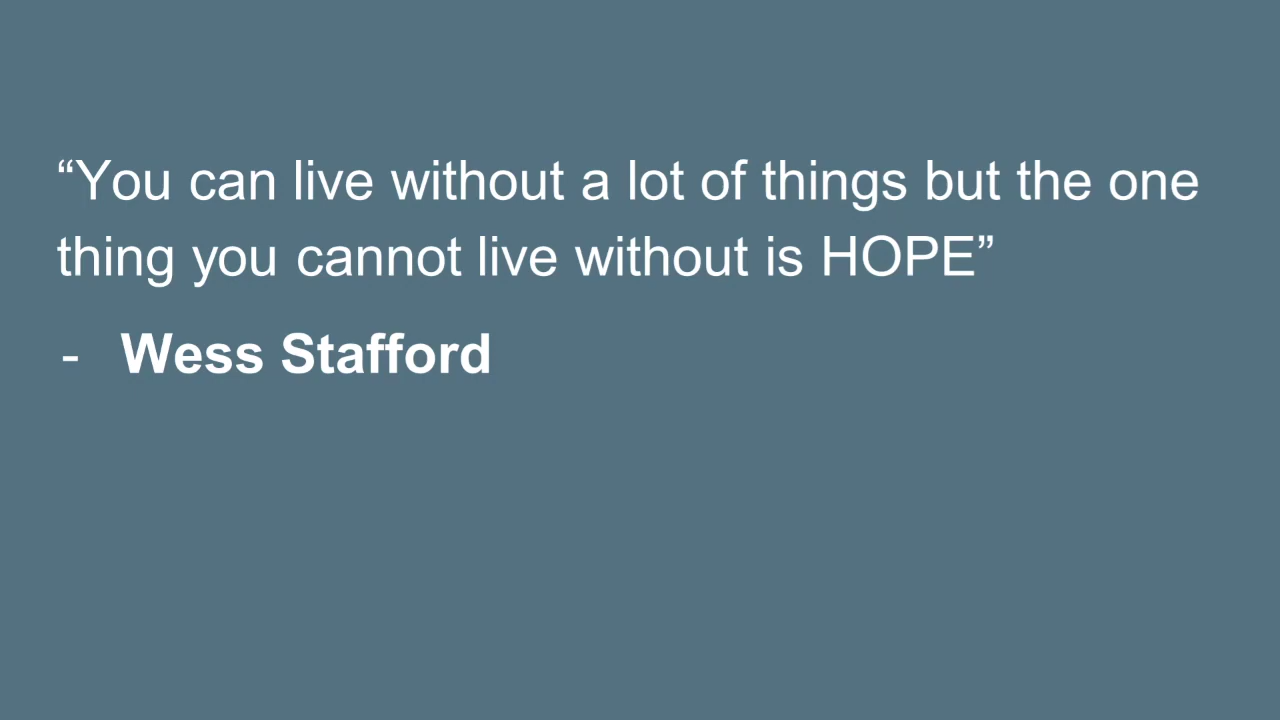 “You can live without a lot of things but the one
thing you cannot live without is HOPE”
- Wess Stafford